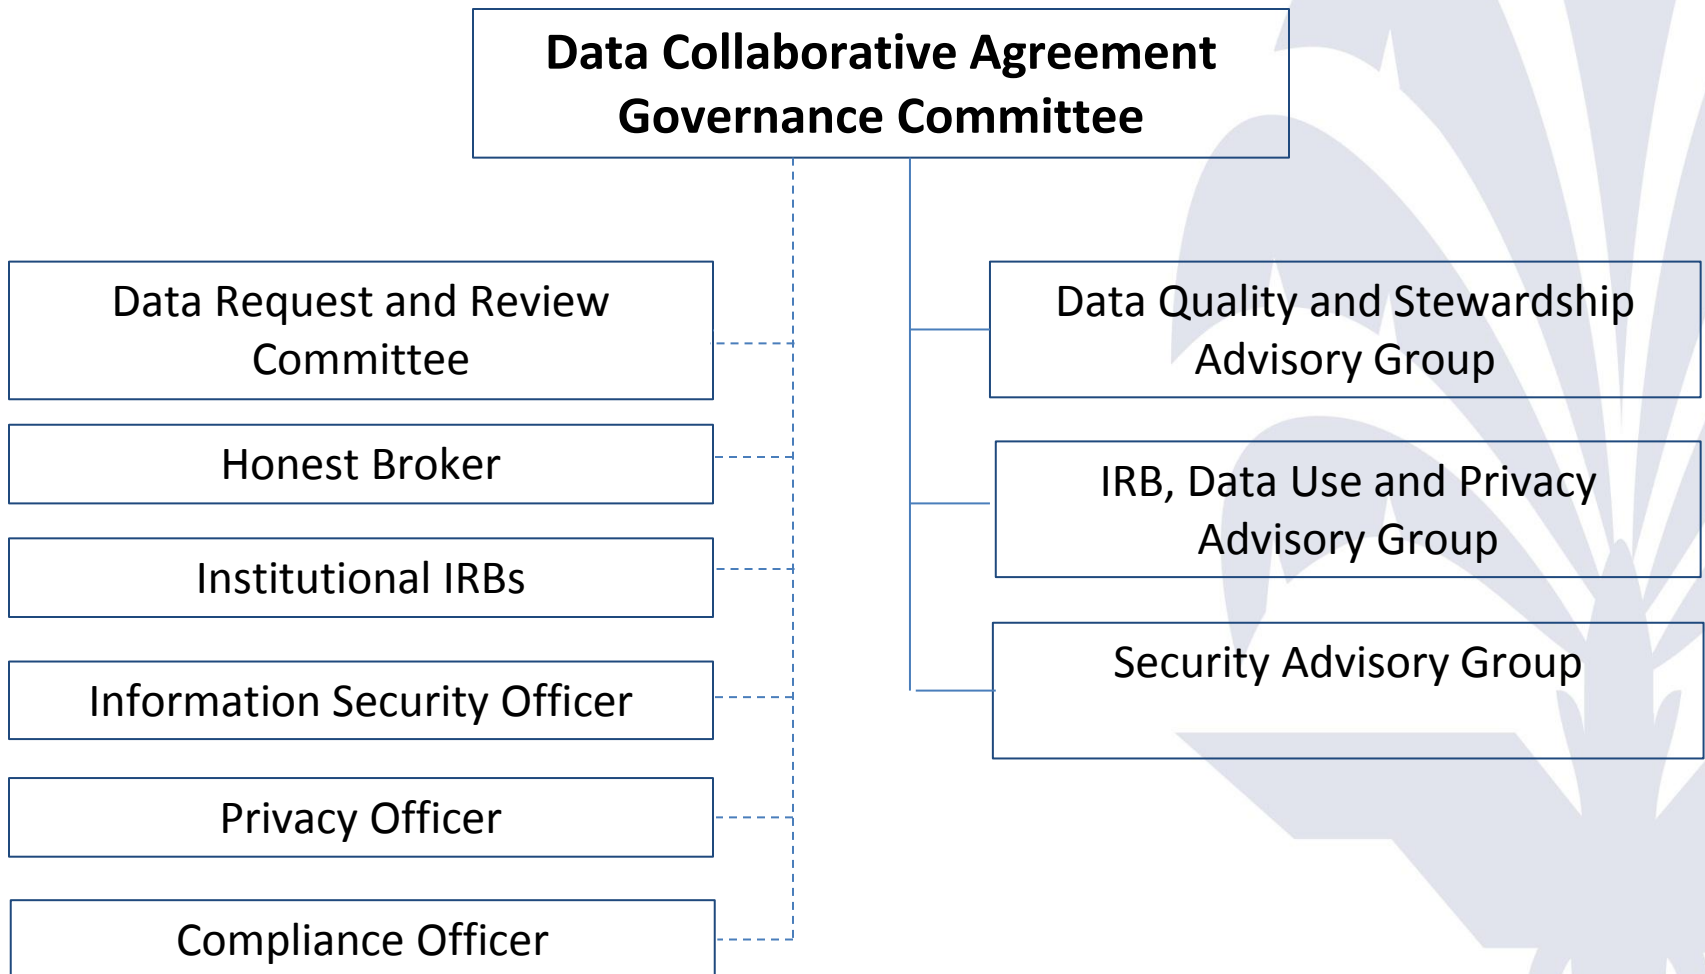 Data Collaborative Agreement
Governance Committee
Data Request and Review
Committee
Honest Broker
Institutional IRBs
Information Security Officer
Privacy Officer
Compliance Officer
Data Quality and Stewardship
Advisory Group
IRB, Data Use and Privacy
Advisory Group
Security Advisory Group